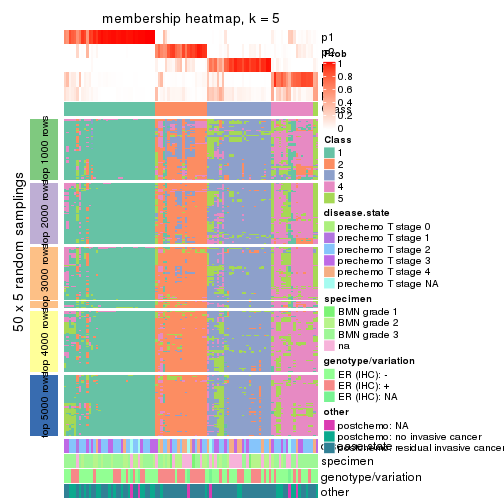 membership heatmap, k = 5
p1
p2
Prob
1
0.8
0.6
0.4
0.2
0
Class
1
2
3
4
5
disease.state
prechemo T stage 0
prechemo T stage 1
prechemo T stage 2
prechemo T stage 3
prechemo T stage 4
prechemo T stage NA
specimen
BMN grade 1
BMN grade 2
BMN grade 3
na
genotype/variation
ER (IHC): -
ER (IHC): +
ER (IHC): NA
other
postchemo: NA
postchemo: no invasive cancer
postchemo: residual invasive cancer
50 x 5 random samplings
top 1000 rows
top 2000 rows
top 3000 rows
top 4000 rows
top 5000 rows
disease.state
specimen
genotype/variation
other